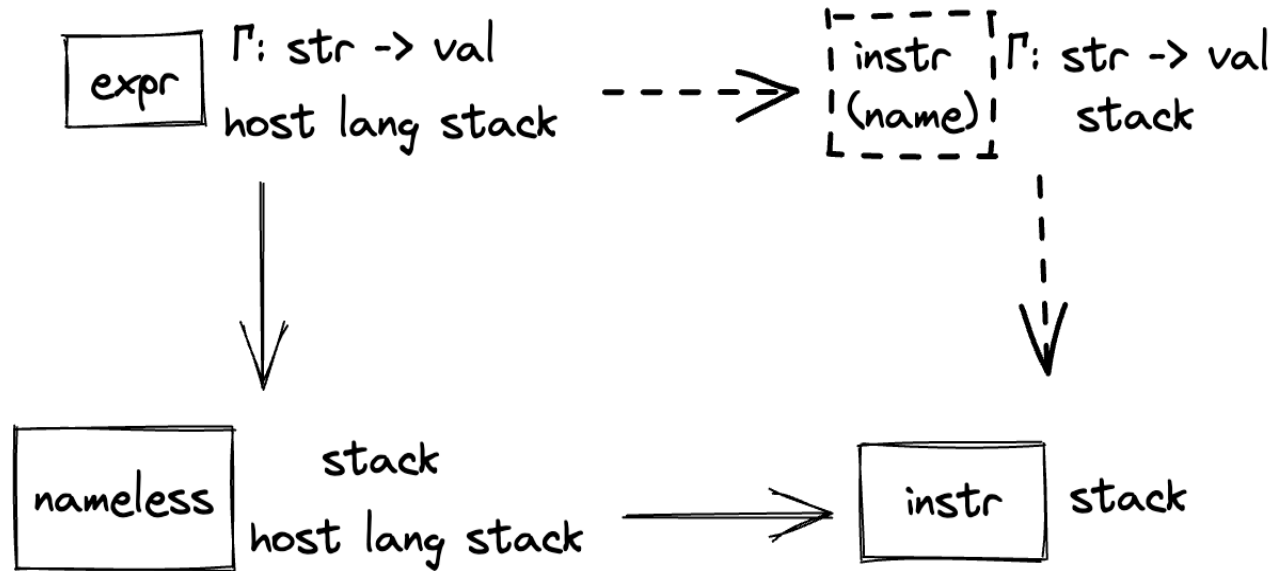 expr
Γ: str -> val
host lang stack
instr
(name)
Γ: str -> val
stack
nameless
stack
host lang stack
instr
stack